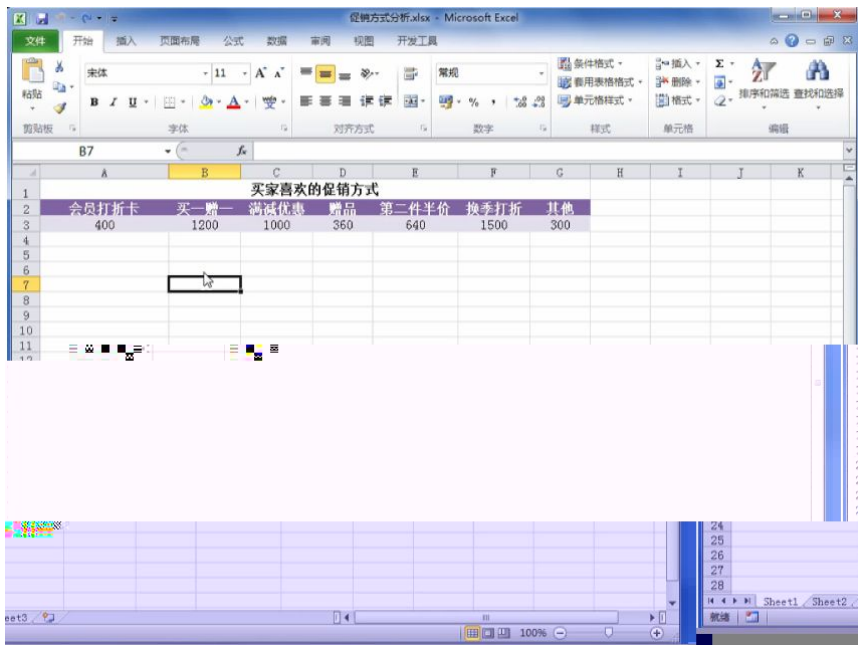 促销方式分析.xlsx - Microsoft Excel
文件 开始 插入 页面布局 公式 数据 审阅 视图 开发工具
宋体 11 A A 常规 条件格式 插入 Σ
粘贴 套用表格格式 删除
B I U A % , 单元格样式 格式 排序和筛选 查找和选择
剪贴板 字体 对齐方式 数字 样式 单元格 编辑
B7 fx
A B C D E F G H I J K
1 买家喜欢的促销方式
2 会员打折卡 买一赠一 满减优惠 赠品 第二件半价 换季打折 其他
3 400 1200 1000 360 640 1500 300
4
5
6
7
8
9
10
11
24
25
26
27
28
Sheet1 Sheet2
eet3
就绪
100%